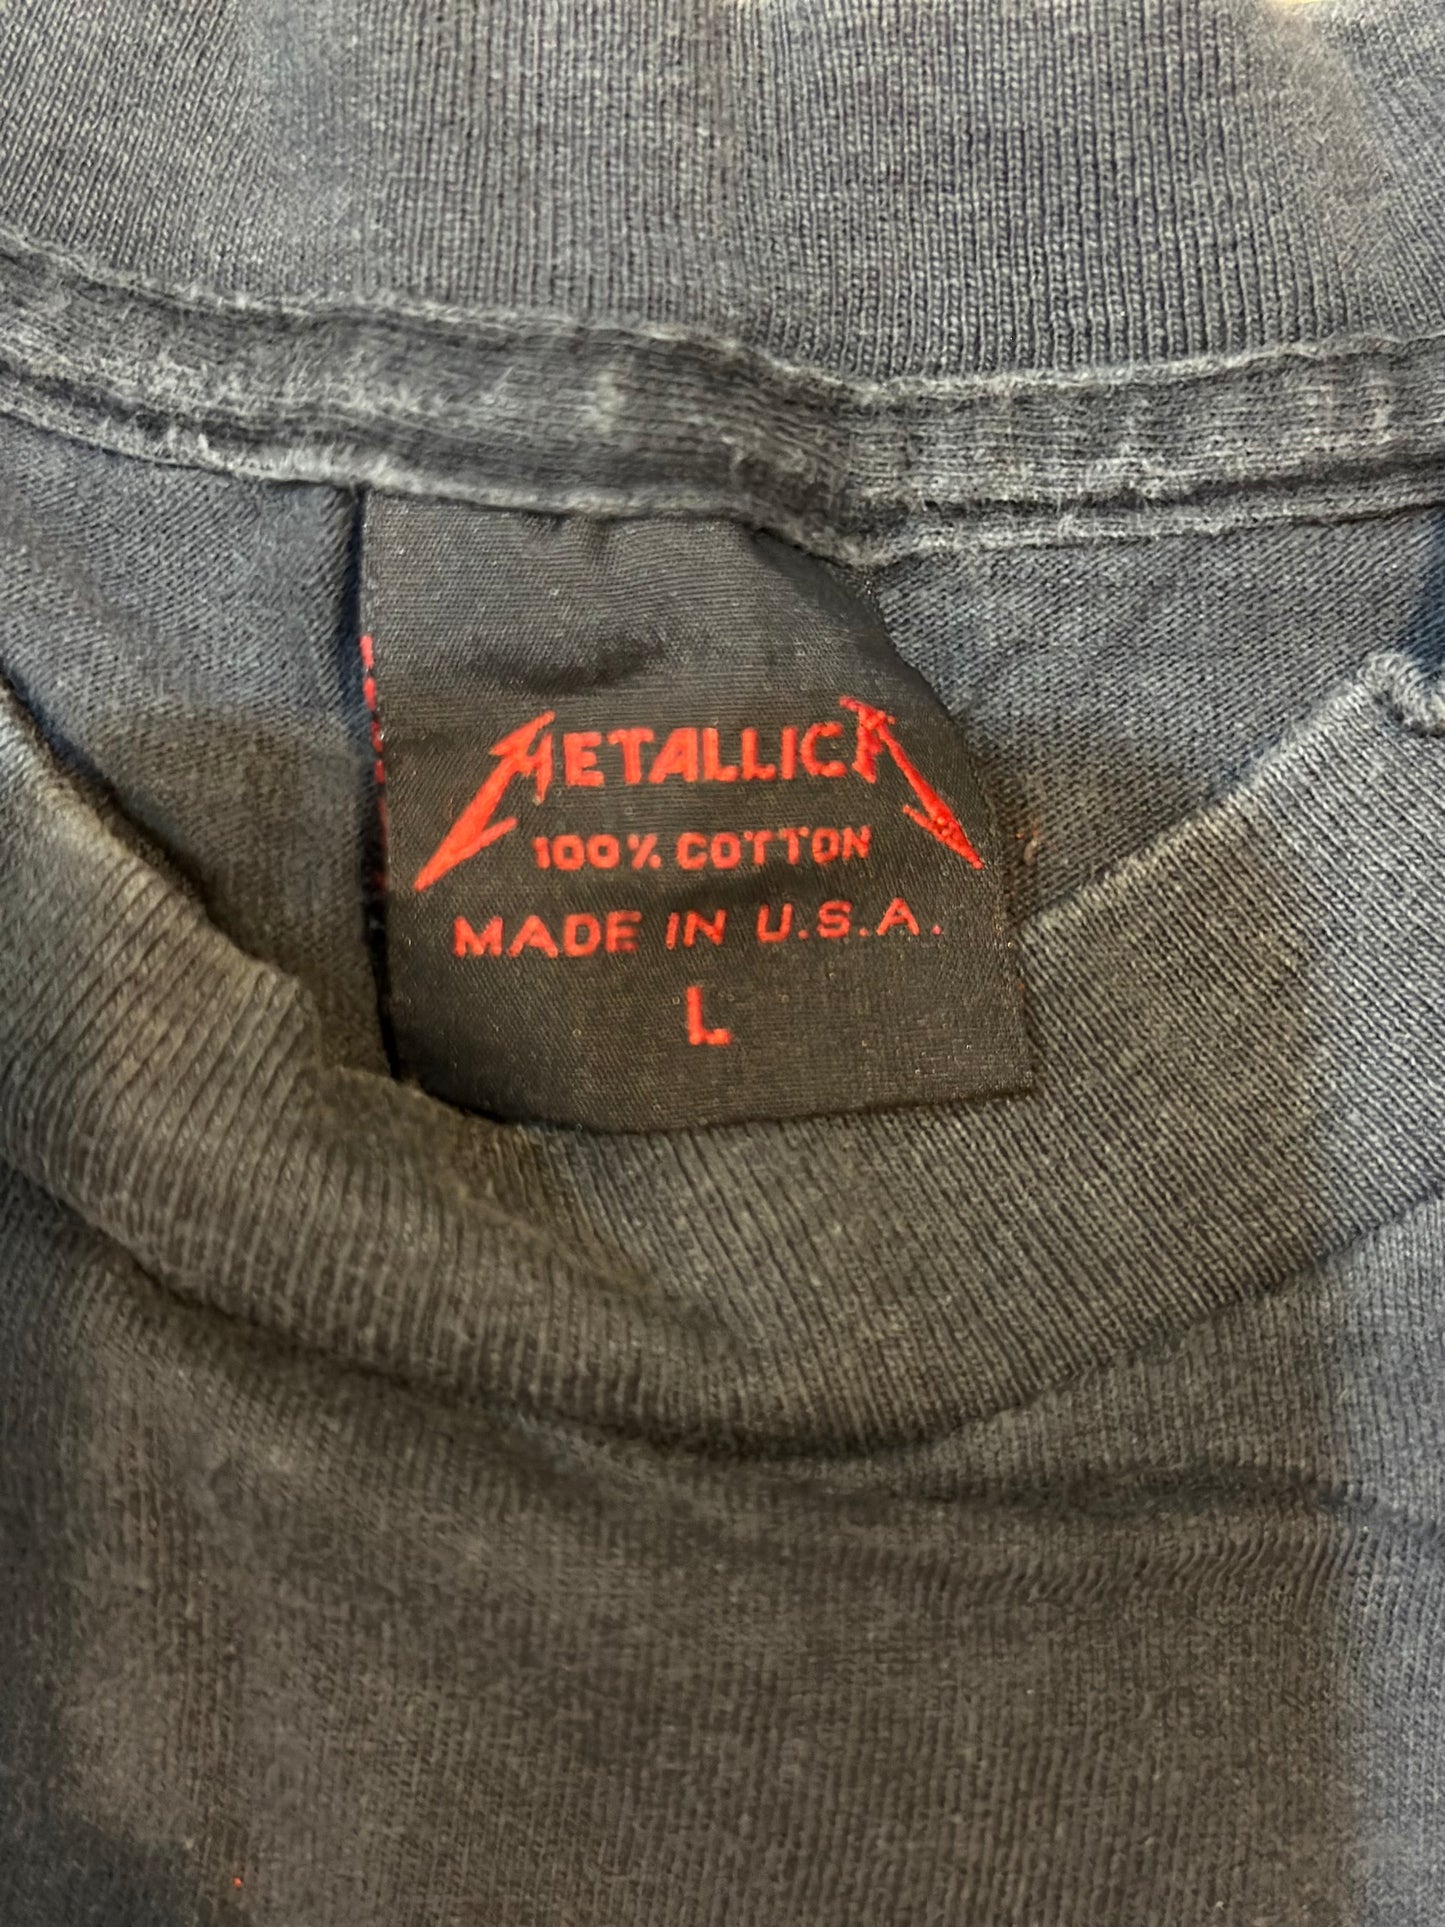 METALLICA
100% COTTON
MADE IN U.S.A.
L